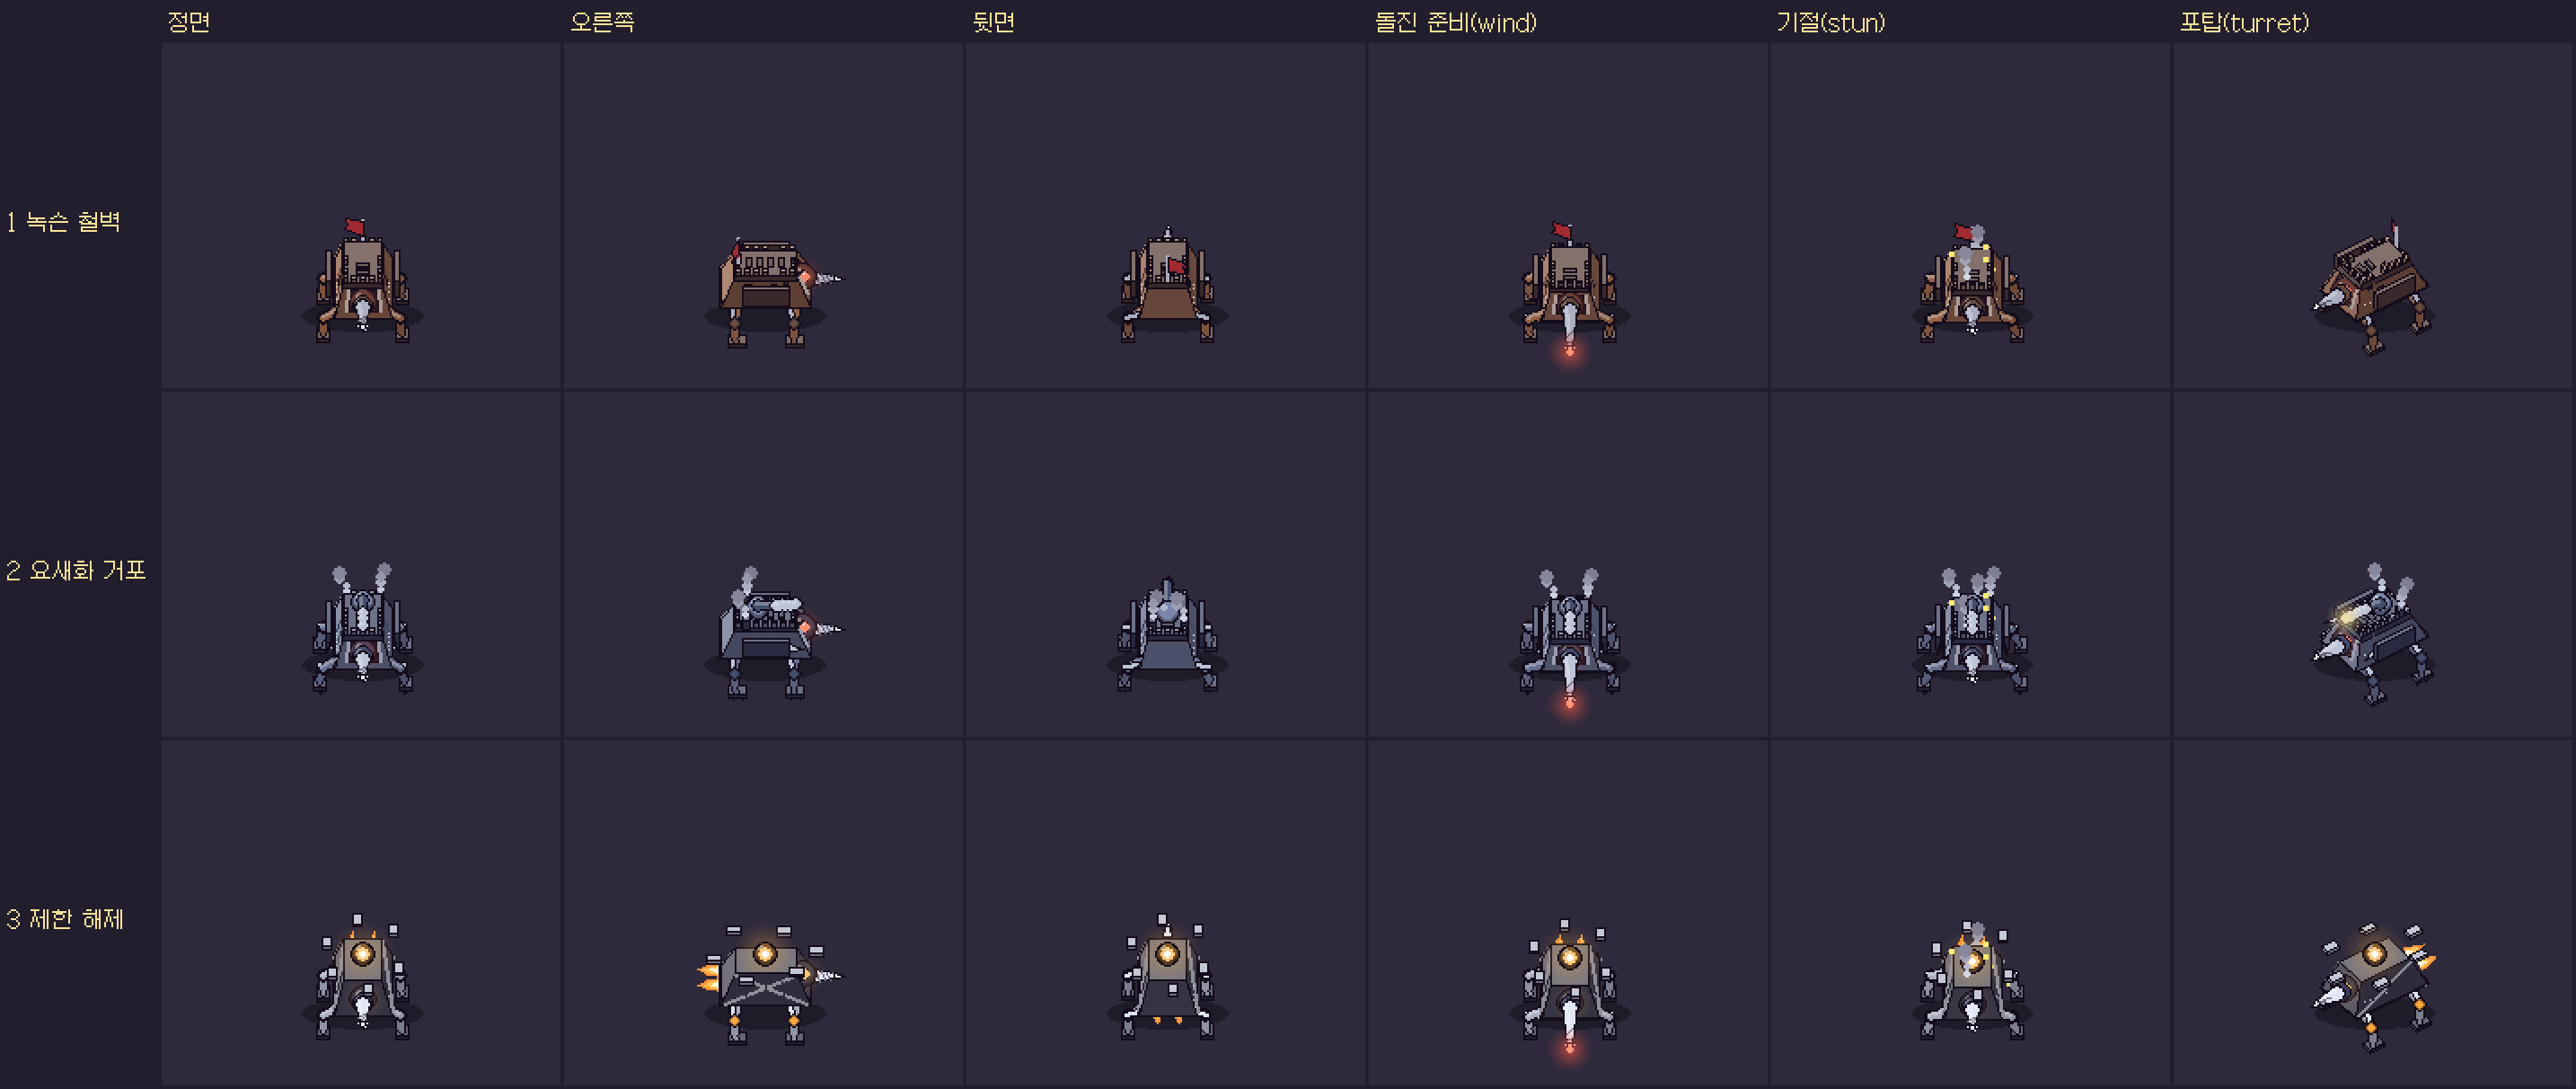 정면
오른쪽
뒷면
돌진 준비(wind)
기절(stun)
포탑(turret)
1 녹슨 철벽
2 요새화 거포
3 제한 해제